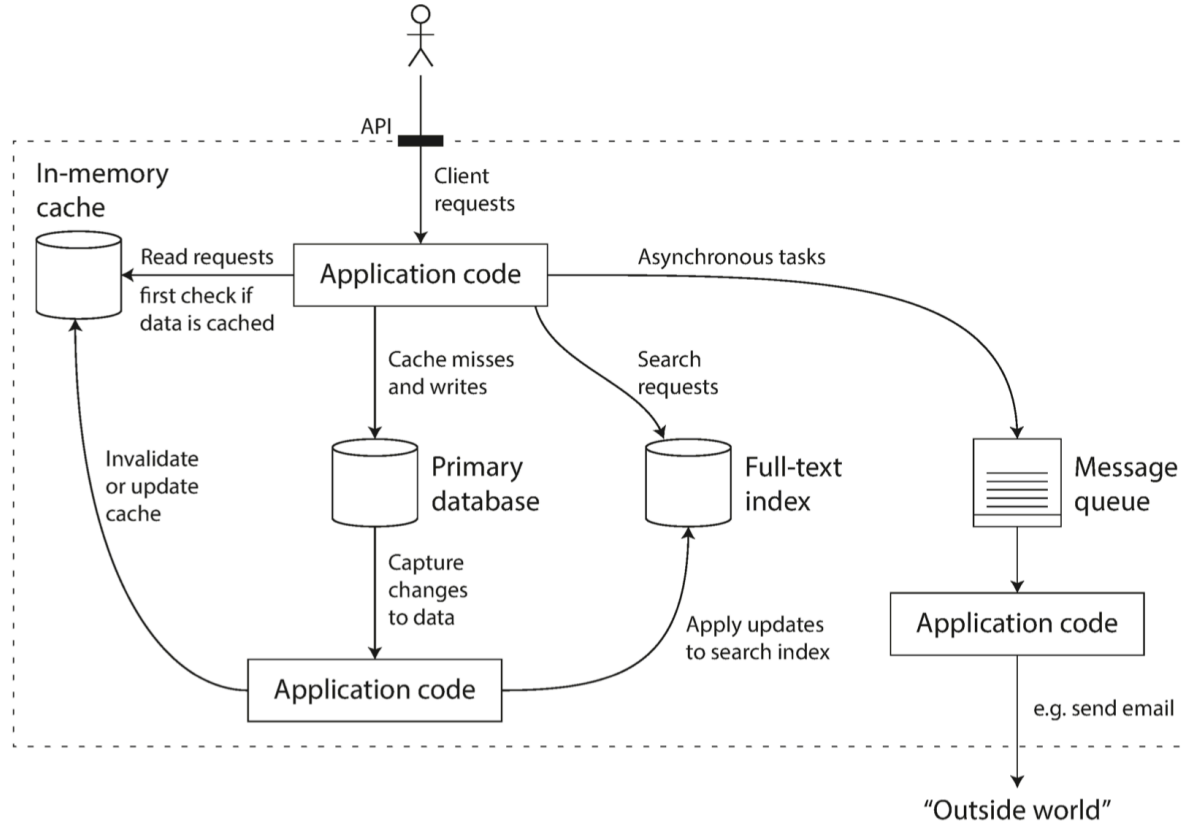 API
Client
requests
In-memory
cache
Read requests
first check if
data is cached
Application code
Asynchronous tasks
Cache misses
and writes
Search
requests
Invalidate
or update
cache
Primary
database
Full-text
index
Message
queue
Capture
changes
to data
Apply updates
to search index
Application code
Application code
e.g. send email
“Outside world”